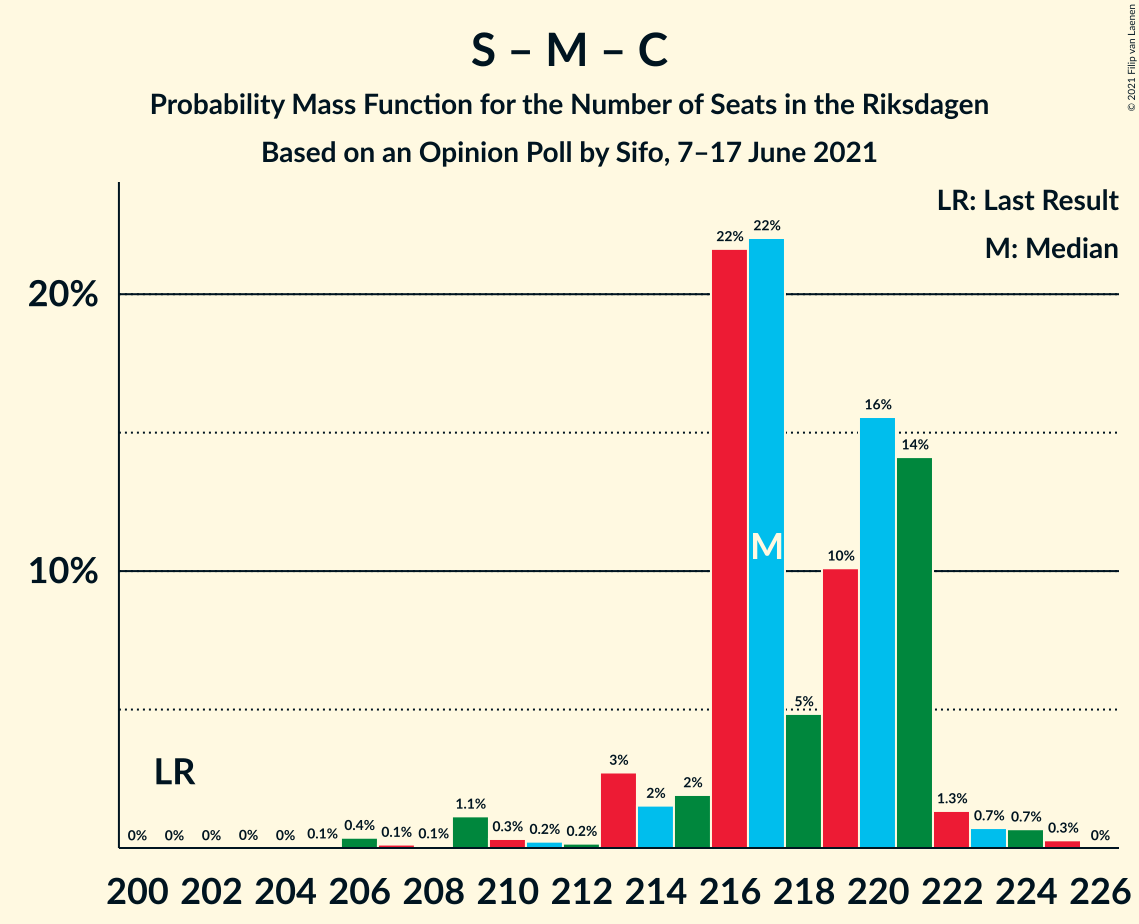 S – M – C
Probability Mass Function for the Number of Seats in the Riksdagen
Based on an Opinion Poll by Sifo, 7–17 June 2021
© 2021 Filip van Laenen
LR: Last Result
M: Median
20%
10%
LR
M
0% 0% 0% 0% 0% 0.1% 0.4% 0.1% 0.1% 1.1% 0.3% 0.2% 0.2% 3% 2% 2% 22% 22% 5% 10% 16% 14% 1.3% 0.7% 0.7% 0.3% 0%
200 202 204 206 208 210 212 214 216 218 220 222 224 226